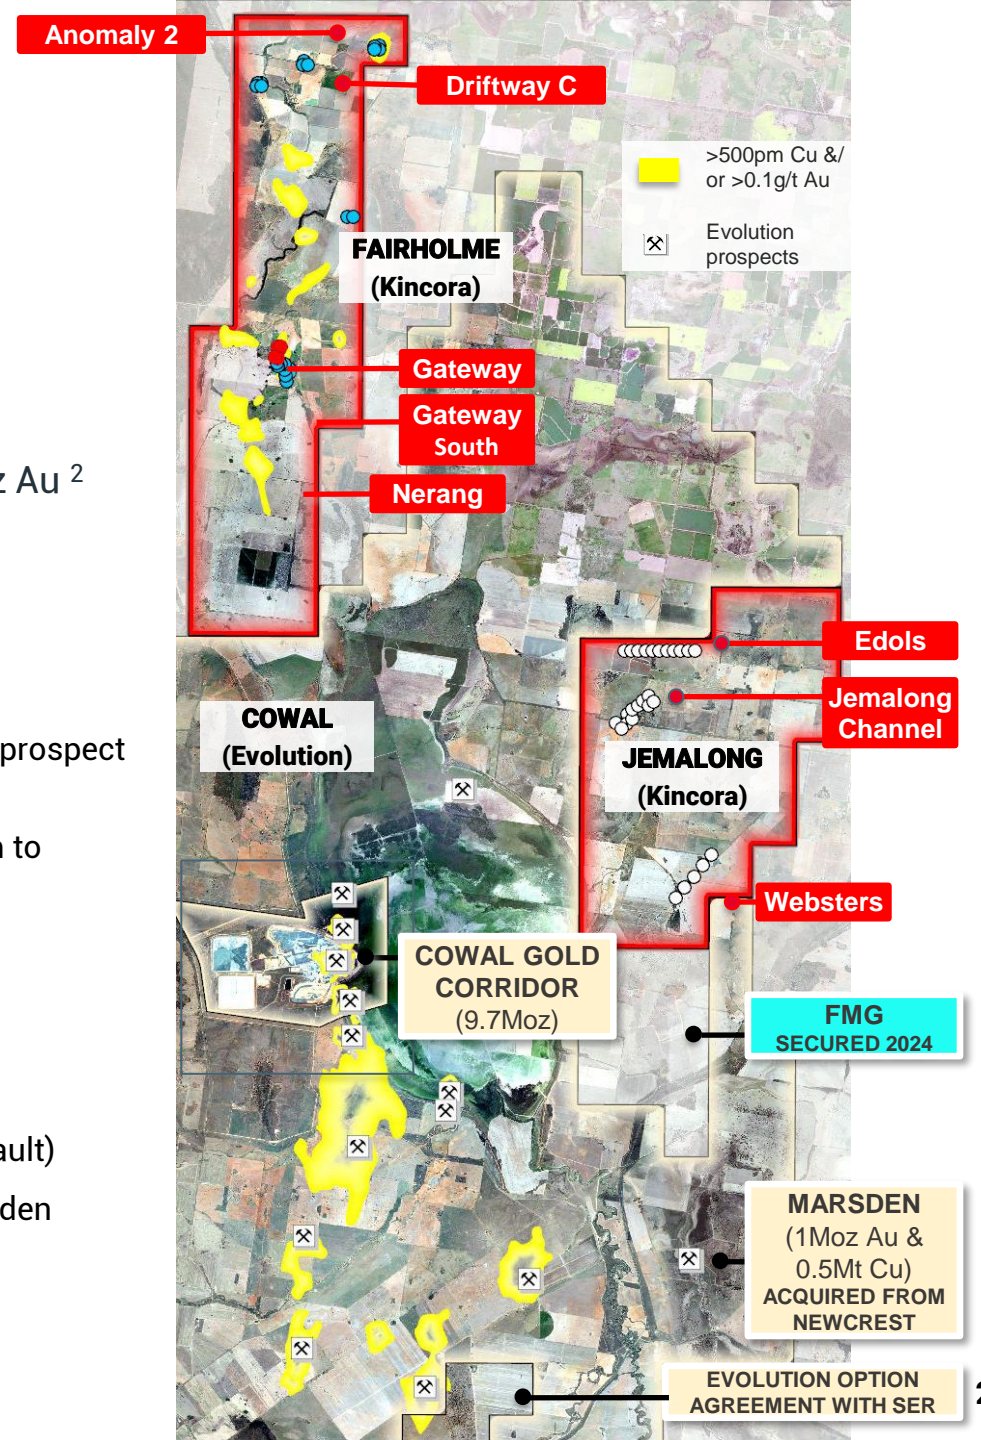 Anomaly 2
Driftway C
>500pm Cu &/
or >0.1g/t Au
Evolution
prospects
FAIRHOLME
(Kincora)
Gateway
Gateway
South
z Au ²
Nerang
Edols
Jemalong
Channel
COWAL
(Evolution)
prospect
JEMALONG
(Kincora)
n to
Websters
COWAL GOLD
CORRIDOR
(9.7Moz)
FMG
SECURED 2024
ault)
den
MARSDEN
(1Moz Au &
0.5Mt Cu)
ACQUIRED FROM
NEWCREST
EVOLUTION OPTION
AGREEMENT WITH SER
2